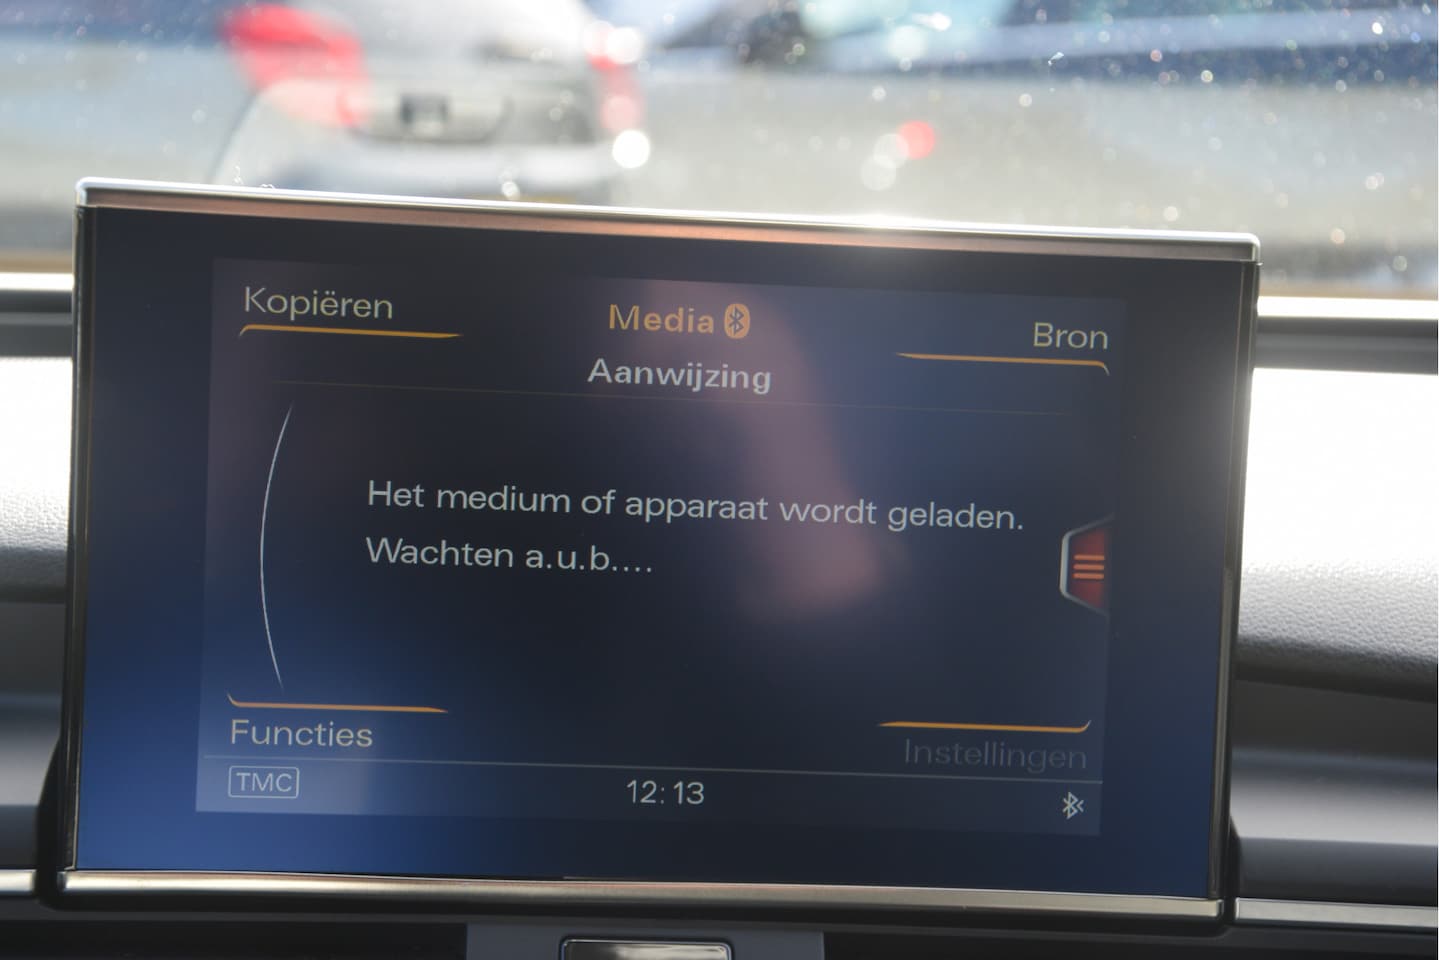 Kopiëren
Media
Bron
Aanwijzing
Het medium of apparaat wordt geladen.
Wachten a.u.b....
Functies
Instellingen
TMC
12:13